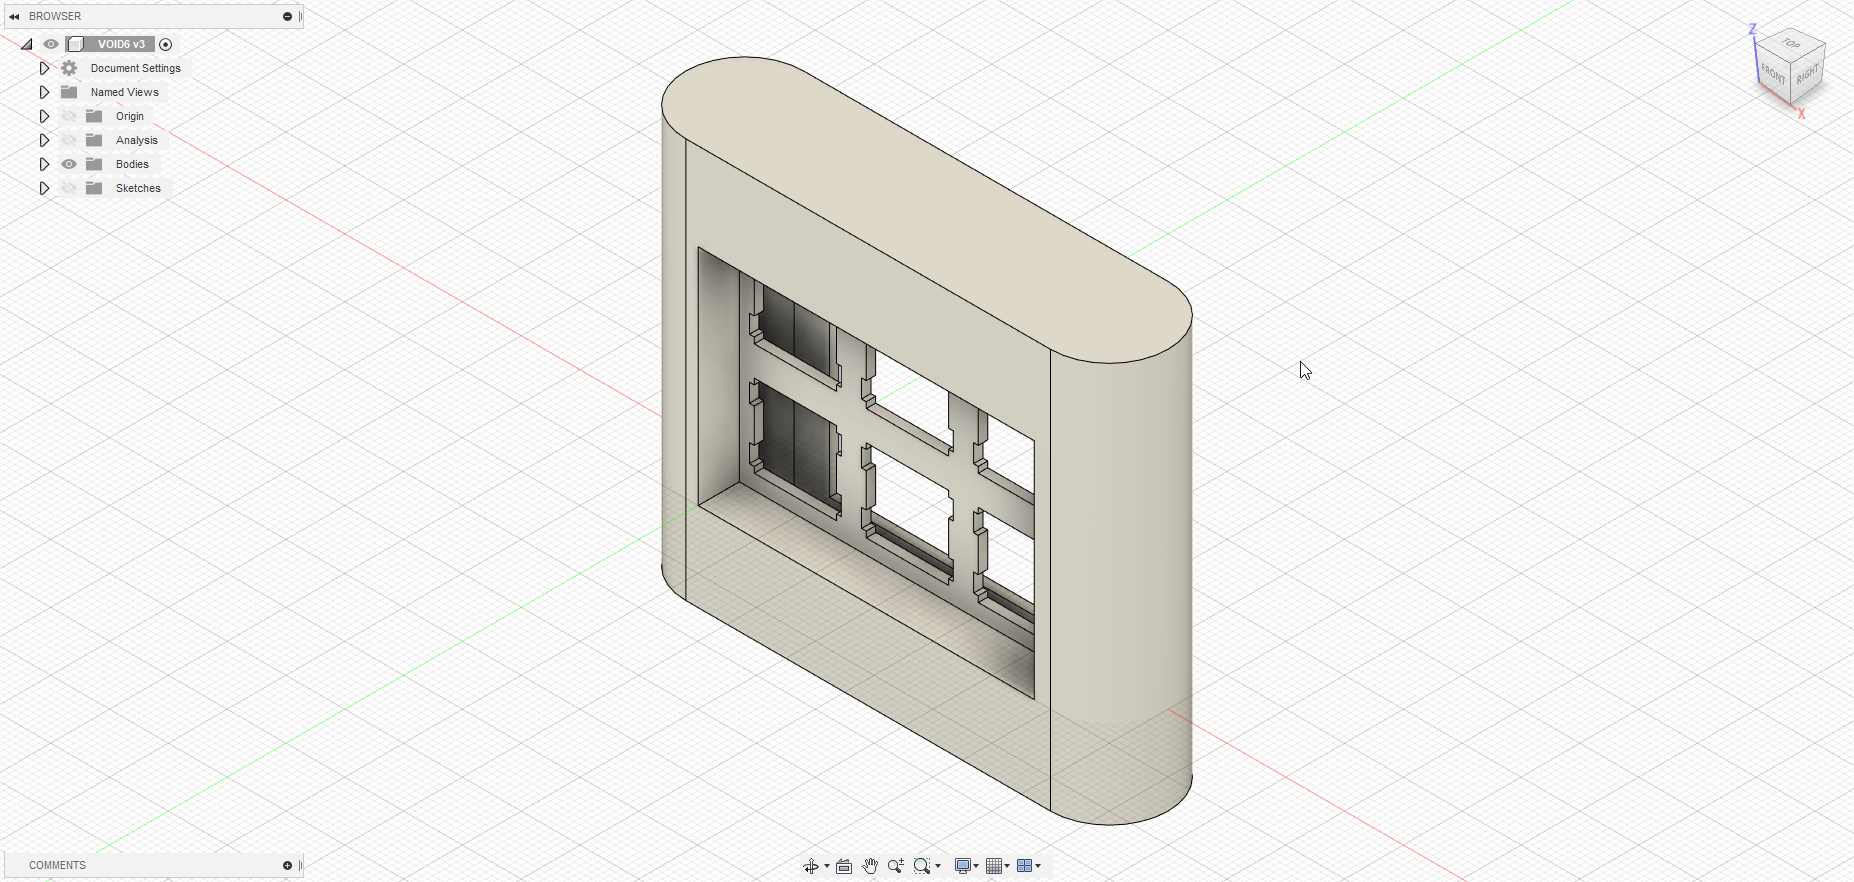 BROWSER
VOID6 v3
Document Settings
Named Views
Origin
Analysis
Bodies
Sketches
Z
TOP
FRONT
RIGHT
X
COMMENTS